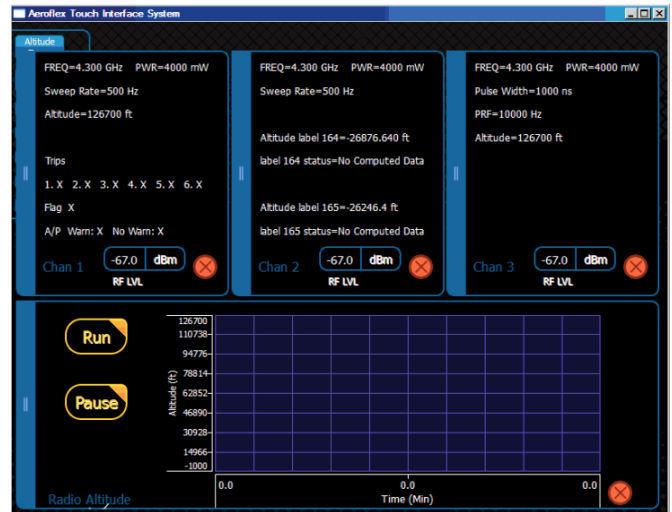 Aeroflex Touch Interface System
Altitude
FREQ=4.300 GHz PWR=4000 mW
Sweep Rate=500 Hz
Altitude=126700 ft
Trips
1. X 2. X 3. X 4. X 5. X 6. X
Flag X
A/P Warn: X No Warn: X
Chan 1
-67.0 dBm
RF LVL
FREQ=4.300 GHz PWR=4000 mW
Sweep Rate=500 Hz
Altitude label 164=-26876.640 ft
label 164 status=No Computed Data
Altitude label 165=-26246.4 ft
label 165 status=No Computed Data
Chan 2
-67.0 dBm
RF LVL
FREQ=4.300 GHz PWR=4000 mW
Pulse Width=1000 ns
PRF=10000 Hz
Altitude=126700 ft
Chan 3
-67.0 dBm
RF LVL
Run
Pause
Radio Altitude
Altitude (ft)
126700
110738
94776
78814
62852
46890
30928
14966
-1000
0.0 0.0 0.0
Time (Min)